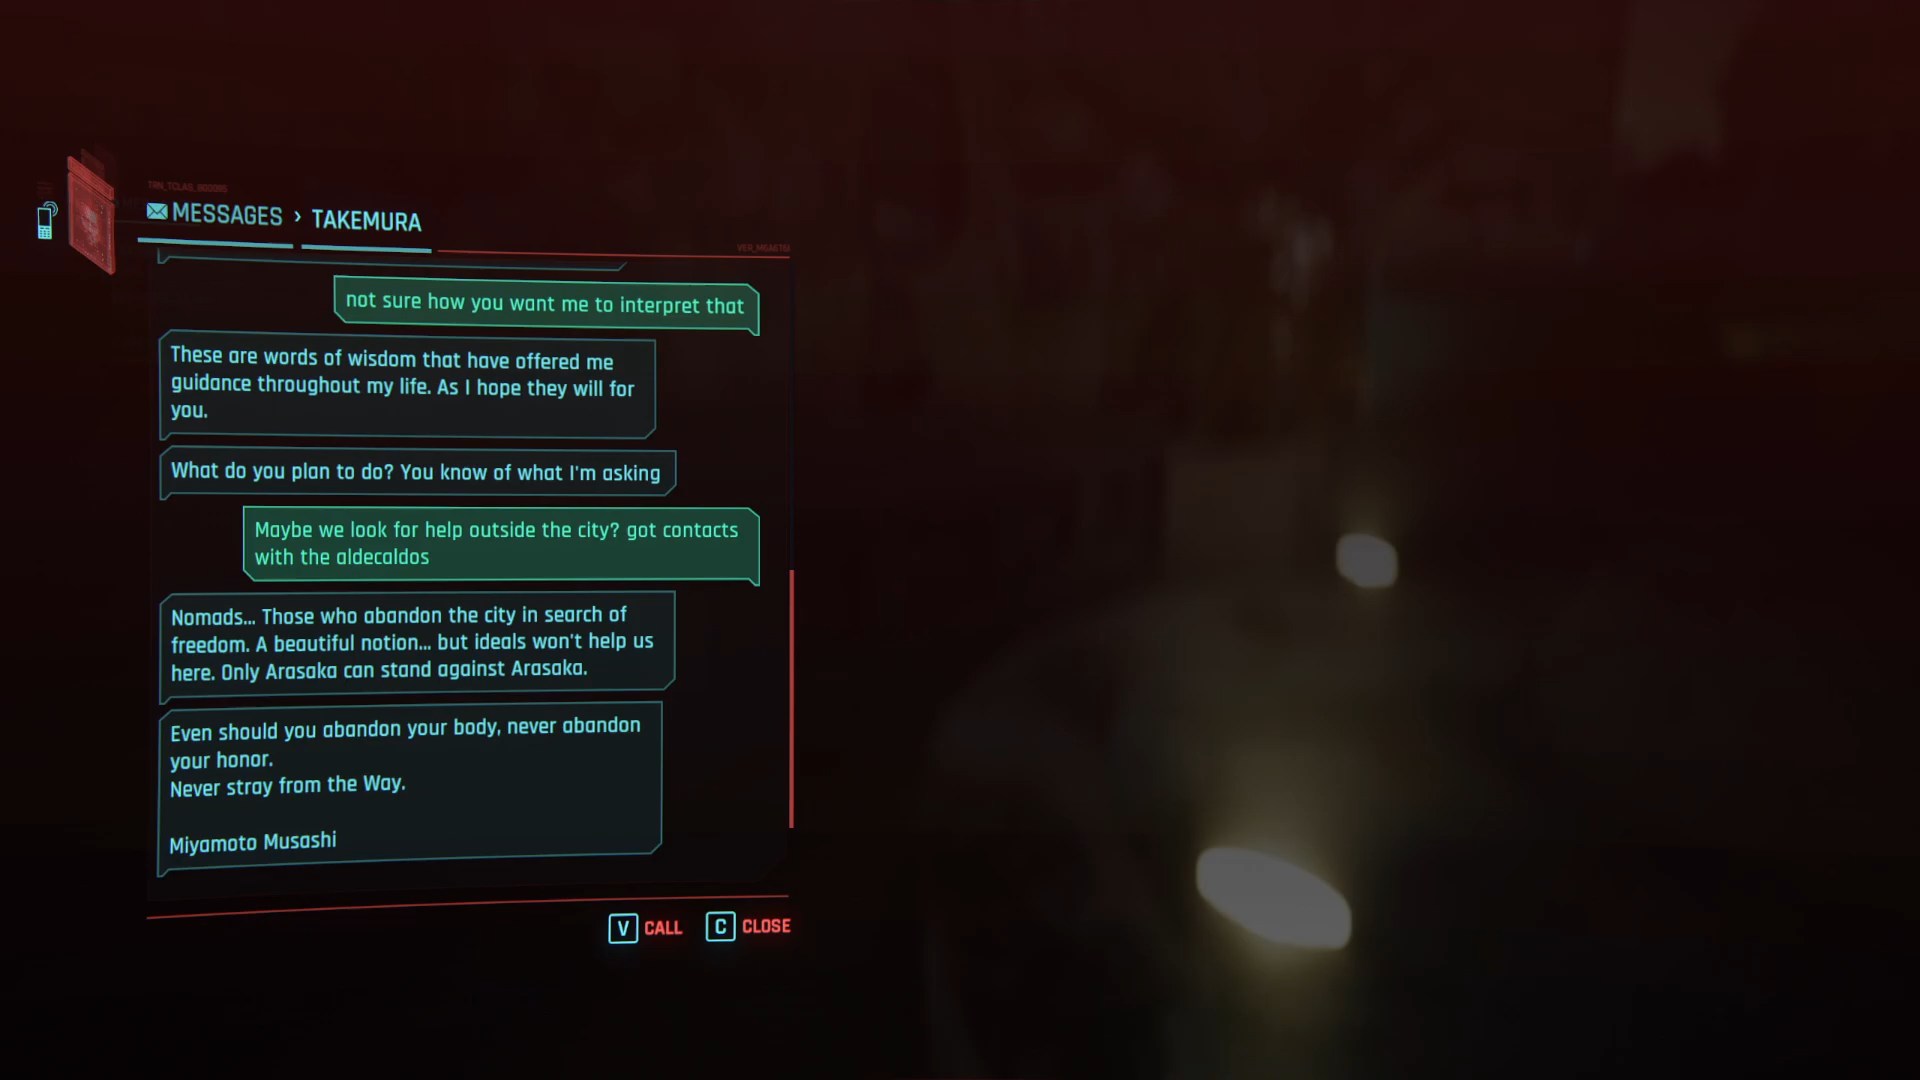 TRN_TCLAS_800095
MESSAGES › TAKEMURA
not sure how you want me to interpret that
These are words of wisdom that have offered me
guidance throughout my life. As I hope they will for
you.
What do you plan to do? You know of what I'm asking
Maybe we look for help outside the city? got contacts
with the aldecaldos
Nomads... Those who abandon the city in search of
freedom. A beautiful notion... but ideals won't help us
here. Only Arasaka can stand against Arasaka.
Even should you abandon your body, never abandon
your honor.
Never stray from the Way.
Miyamoto Musashi
V CALL C CLOSE